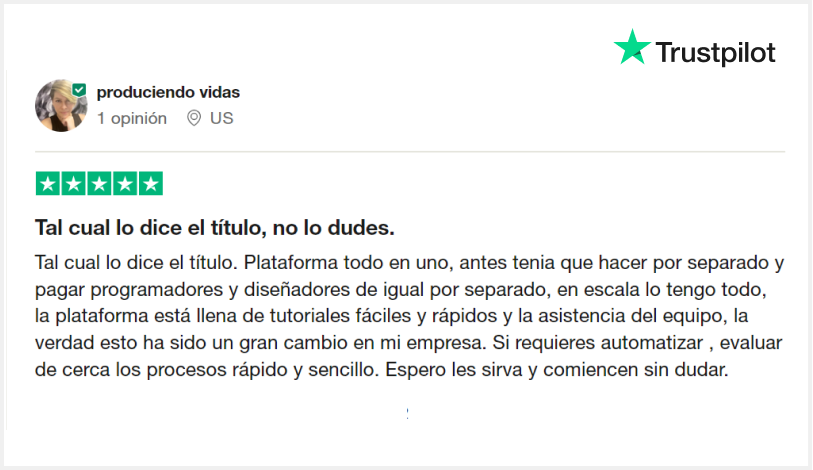 Trustpilot
produciendo vidas
1 opinión US
Tal cual lo dice el título, no lo dudes.
Tal cual lo dice el título. Plataforma todo en uno, antes tenia que hacer por separado y
pagar programadores y diseñadores de igual por separado, en escala lo tengo todo,
la plataforma está llena de tutoriales fáciles y rápidos y la asistencia del equipo, la
verdad esto ha sido un gran cambio en mi empresa. Si requieres automatizar , evaluar
de cerca los procesos rápido y sencillo. Espero les sirva y comiencen sin dudar.